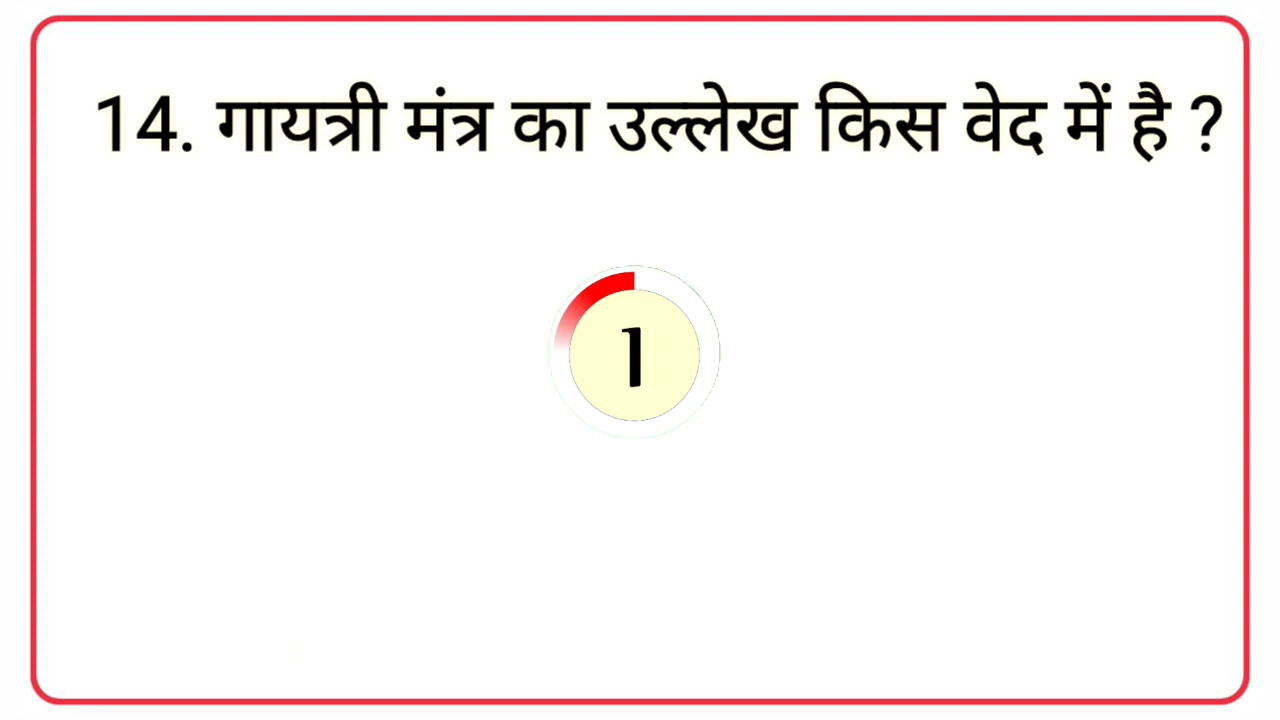 14. गायत्री मंत्र का उल्लेख किस वेद में है ?
1